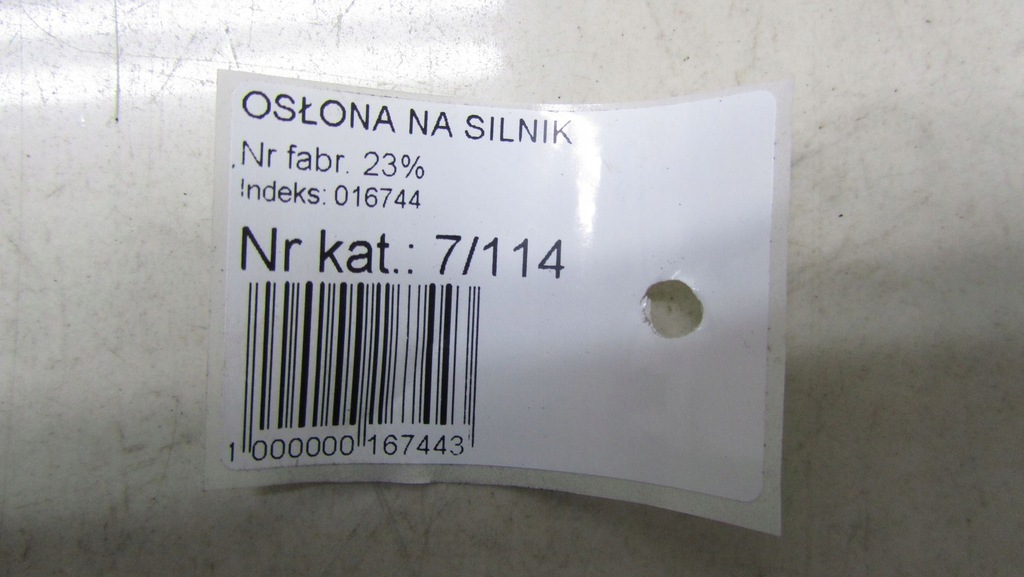 OSŁONA NA SILNIK
Nr fabr. 23%
Indeks: 016744
Nr kat.: 7/114
1 000000 167443